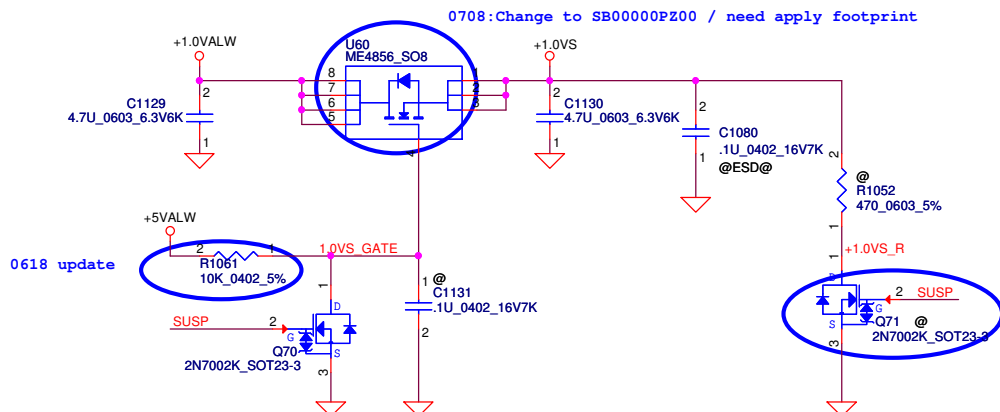 0708:Change to SB00000PZ00 / need apply footprint
+1.0VALW
U60
ME4856_SO8
+1.0VS
8
7
6
5
1
2
3
4
2
C1129
4.7U_0603_6.3V6K
1
2
C1130
4.7U_0603_6.3V6K
1
2
C1080
.1U_0402_16V7K
1
@ESD@
2
@
R1052
470_0603_5%
1
+5VALW
0618 update
2
1
R1061
10K_0402_5%
1.0VS_GATE
1
@
C1131
.1U_0402_16V7K
2
1
D
SUSP
2
G
S
Q70
2N7002K_SOT23-3
3
+1.0VS_R
1
D
2
SUSP
G
S
Q71
@
2N7002K_SOT23-3
3